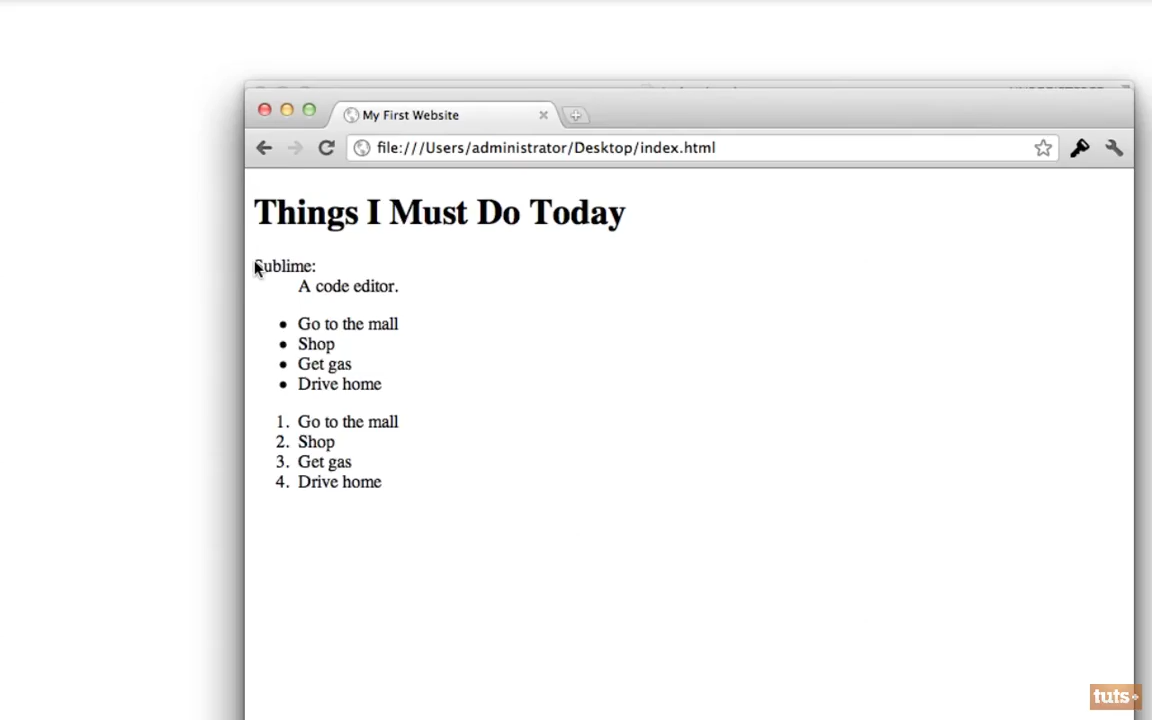 My First Website
file:///Users/administrator/Desktop/index.html
Things I Must Do Today
Sublime:
A code editor.
• Go to the mall
• Shop
• Get gas
• Drive home
1. Go to the mall
2. Shop
3. Get gas
4. Drive home
tuts+